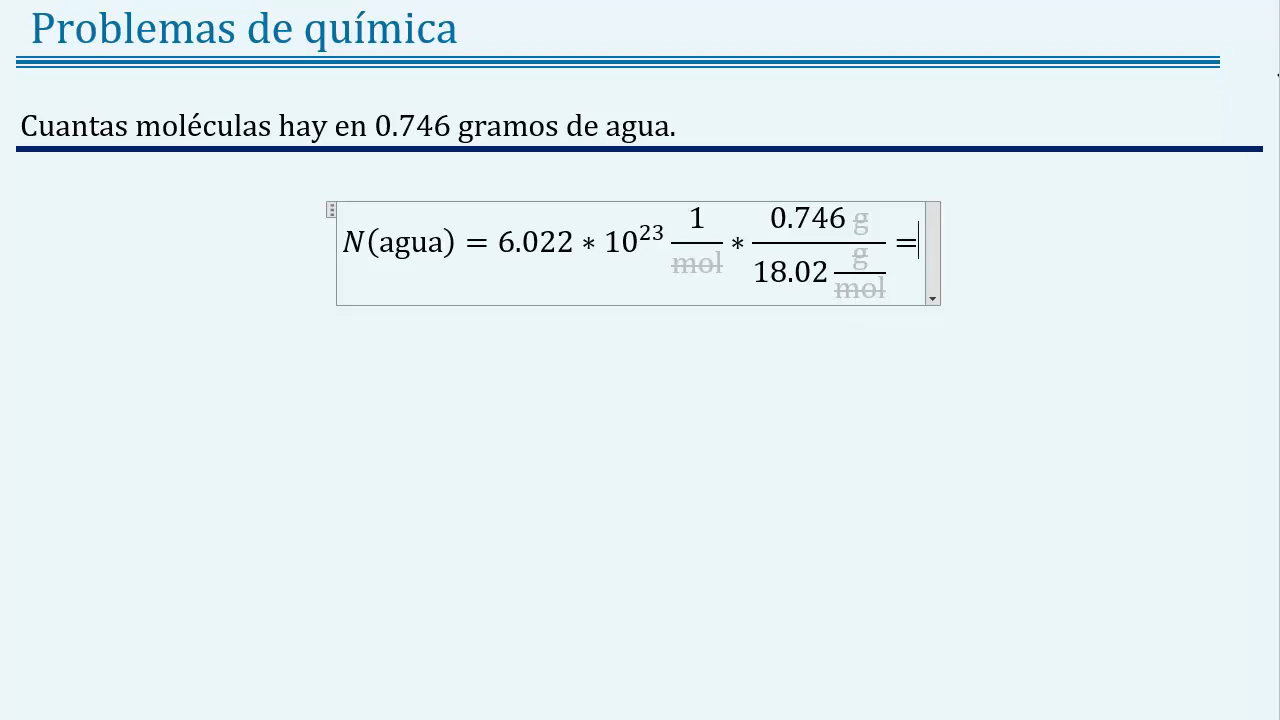 Problemas de química
Cuantas moléculas hay en 0.746 gramos de agua.
N(agua) = 6.022 * 10^23 1/mol * 0.746 g / 18.02 g/mol =